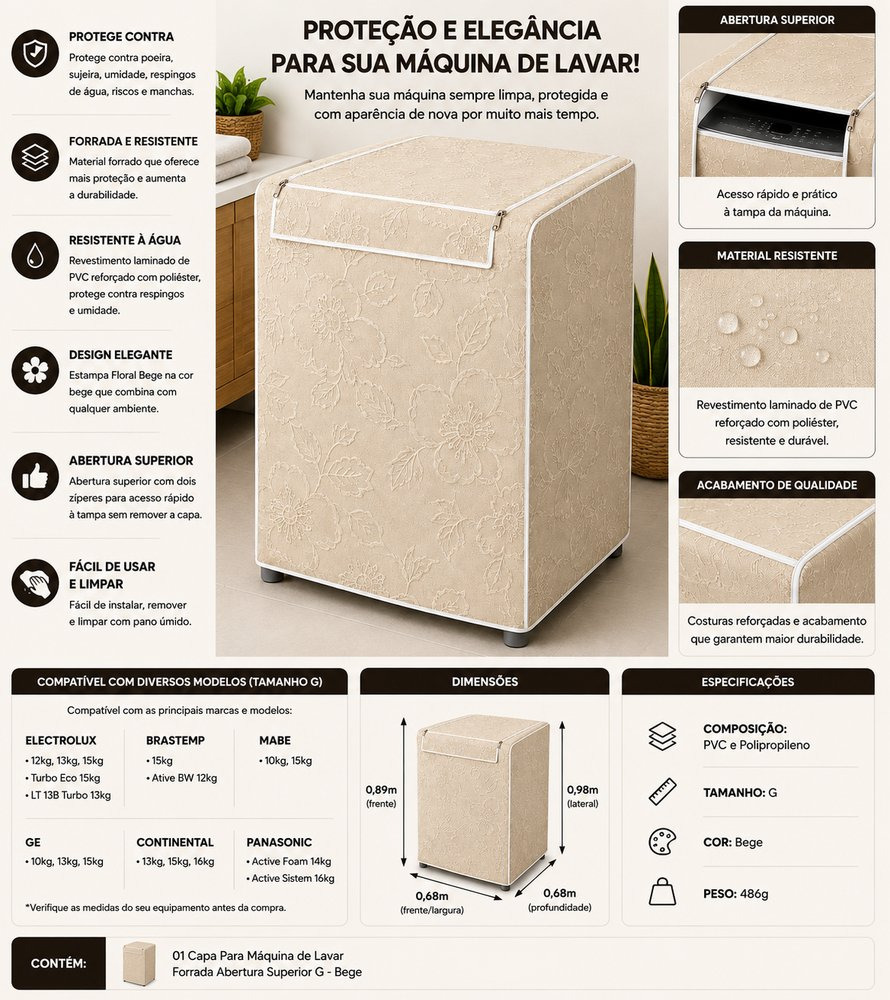 PROTEÇÃO E ELEGÂNCIA
PARA SUA MÁQUINA DE LAVAR!
Mantenha sua máquina sempre limpa, protegida e
com aparência de nova por muito mais tempo.
PROTEGE CONTRA
Protege contra poeira,
sujeira, umidade, respingos
de água, riscos e manchas.
FORRADA E RESISTENTE
Material forrado que oferece
mais proteção e aumenta
a durabilidade.
RESISTENTE À ÁGUA
Revestimento laminado de
PVC reforçado com poliéster,
protege contra respingos
e umidade.
DESIGN ELEGANTE
Estampa Floral Bege na cor
bege que combina com
qualquer ambiente.
ABERTURA SUPERIOR
Abertura superior com dois
zíperes para acesso rápido
à tampa sem remover a capa.
FÁCIL DE USAR
E LIMPAR
Fácil de instalar, remover
e limpar com pano úmido.
ABERTURA SUPERIOR
Acesso rápido e prático
à tampa da máquina.
MATERIAL RESISTENTE
Revestimento laminado de PVC
reforçado com poliéster,
resistente e durável.
ACABAMENTO DE QUALIDADE
Costuras reforçadas e acabamento
que garantem maior durabilidade.
COMPATÍVEL COM DIVERSOS MODELOS (TAMANHO G)
Compatível com as principais marcas e modelos:
ELECTROLUX
• 12kg, 13kg, 15kg
• Turbo Eco 15kg
• LT 13B Turbo 13kg
BRASTEMP
• 15kg
• Ative BW 12kg
MABE
• 10kg, 15kg
GE
• 10kg, 13kg, 15kg
CONTINENTAL
• 13kg, 15kg, 16kg
PANASONIC
• Active Foam 14kg
• Active Sistem 16kg
*Verifique as medidas do seu equipamento antes da compra.
DIMENSÕES
0,89m
(frente)
0,98m
(lateral)
0,68m
(frente/largura)
0,68m
(profundidade)
ESPECIFICAÇÕES
COMPOSIÇÃO:
PVC e Polipropileno
TAMANHO: G
COR: Bege
PESO: 486g
CONTÉM:
01 Capa Para Máquina de Lavar
Forrada Abertura Superior G - Bege